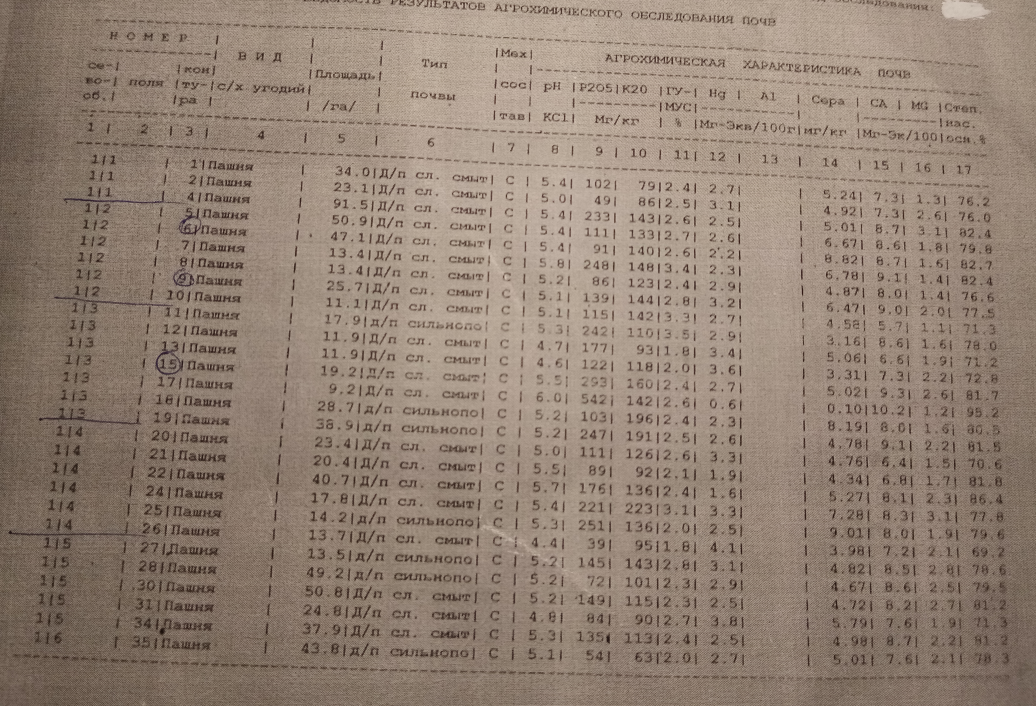 РЕЗУЛЬТАТОВ АГРОХИМИЧЕСКОГО ОБСЛЕДОВАНИЯ ПОЧВ обследования:
Н О М Е Р | В И Д | | Тип |Мех| АГРОХИМИЧЕСКАЯ ХАРАКТЕРИСТИКА ПОЧВ
се-| |кон| |Площадь| |сос| pH |P2O5|K20 |ГУ-| Hg | Al | Сера | CA | MG |Степ.
во-| поля |ту-|с/х угодий| почвы |МУС| |нас.
об.| |ра | | /га/| |тав| KCl| Мг/кг | % |Мг-Экв/100г|мг/кг |Мг-Эк/100|осн.%
1 | 2 | 3 | 4 | 5 | 6 | 7 | 8 | 9 | 10 | 11| 12 | 13 | 14 | 15 | 16 | 17
1|1 | 1|Пашня | 34.0|Д/п сл. смыт| С | 5.4| 102| 79|2.4| 2.7| | 5.24| 7.3| 1.3| 76.2
1|1 | 2|Пашня | 23.1|Д/п сл. смыт| С | 5.0| 49| 86|2.5| 3.1| | 4.92| 7.3| 2.6| 76.0
1|1 | 4|Пашня | 91.5|Д/п сл. смыт| С | 5.4| 233| 143|2.6| 2.5| | 5.01| 8.7| 3.1| 82.4
1|2 | 5|Пашня | 50.9|Д/п сл. смыт| С | 5.4| 111| 133|2.7| 2.6| | 6.67| 8.6| 1.8| 79.8
1|2 | 6|Пашня | 47.1|Д/п сл. смыт| С | 5.4| 91| 140|2.6| 2.2| | 8.82| 8.7| 1.6| 82.7
1|2 | 7|Пашня | 13.4|Д/п сл. смыт| С | 5.8| 248| 148|3.4| 2.3| | 6.78| 9.1| 1.4| 82.4
1|2 | 8|Пашня | 13.4|Д/п сл. смыт| С | 5.2| 86| 123|2.4| 2.9| | 4.87| 8.0| 1.4| 76.6
1|2 | 9|Пашня | 25.7|Д/п сл. смыт| С | 5.1| 139| 144|2.8| 3.2| | 6.47| 9.0| 2.0| 77.5
1|2 | 10|Пашня | 11.1|Д/п сл. смыт| С | 5.1| 115| 142|3.3| 2.7| | 4.58| 5.7| 1.1| 71.3
1|3 | 11|Пашня | 17.9|д/п сильнопо| С | 5.3| 242| 110|3.5| 2.9| | 3.16| 8.6| 1.6| 78.0
1|3 | 12|Пашня | 11.9|Д/п сл. смыт| С | 4.7| 177| 93|1.8| 3.4| | 5.06| 6.6| 1.9| 71.2
1|3 | 13|Пашня | 11.9|Д/п сл. смыт| С | 4.6| 122| 118|2.0| 3.6| | 3.31| 7.3| 2.2| 72.8
1|3 | 15|Пашня | 19.2|Д/п сл. смыт| С | 5.5| 293| 160|2.4| 2.7| | 5.02| 9.3| 2.6| 81.7
1|3 | 17|Пашня | 9.2|Д/п сл. смыт| С | 6.0| 542| 142|2.6| 0.6| | 0.10|10.2| 1.2| 95.2
1|3 | 18|Пашня | 28.7|д/п сильнопо| С | 5.2| 103| 196|2.4| 2.3| | 8.19| 8.0| 1.6| 80.5
1|3 | 19|Пашня | 38.9|д/п сильнопо| С | 5.2| 247| 191|2.5| 2.6| | 4.78| 9.1| 2.2| 81.5
1|4 | 20|Пашня | 23.4|Д/п сл. смыт| С | 5.0| 111| 126|2.6| 3.3| | 4.76| 6.4| 1.5| 70.6
1|4 | 21|Пашня | 20.4|Д/п сл. смыт| С | 5.5| 89| 92|2.1| 1.9| | 4.34| 6.8| 1.7| 81.8
1|4 | 22|Пашня | 40.7|Д/п сл. смыт| С | 5.7| 176| 136|2.4| 1.6| | 5.27| 8.1| 2.3| 86.4
1|4 | 24|Пашня | 17.8|Д/п сл. смыт| С | 5.4| 221| 223|3.1| 3.3| | 7.28| 8.3| 3.1| 77.8
1|4 | 25|Пашня | 14.2|д/п сильнопо| С | 5.3| 251| 136|2.0| 2.5| | 9.01| 8.0| 1.9| 79.6
1|4 | 26|Пашня | 13.7|Д/п сл. смыт| С | 4.4| 39| 95|1.8| 4.1| | 3.98| 7.2| 2.1| 69.2
1|5 | 27|Пашня | 13.5|д/п сильнопо| С | 5.2| 145| 143|2.8| 3.1| | 4.82| 8.5| 2.8| 78.6
1|5 | 28|Пашня | 49.2|д/п сильнопо| С | 5.2| 72| 101|2.3| 2.9| | 4.67| 8.6| 2.5| 79.5
1|5 | 30|Пашня | 50.8|Д/п сл. смыт| С | 5.2| 149| 115|2.3| 2.5| | 4.72| 8.2| 2.7| 81.2
1|5 | 31|Пашня | 24.8|Д/п сл. смыт| С | 4.8| 84| 90|2.7| 3.8| | 5.79| 7.6| 1.9| 71.3
1|5 | 34|Пашня | 37.9|Д/п сл. смыт| С | 5.3| 135| 113|2.4| 2.5| | 4.98| 8.7| 2.2| 81.2
1|6 | 35|Пашня | 43.8|д/п сильнопо| С | 5.1| 54| 63|2.0| 2.7| | 5.01| 7.6| 2.1| 78.3